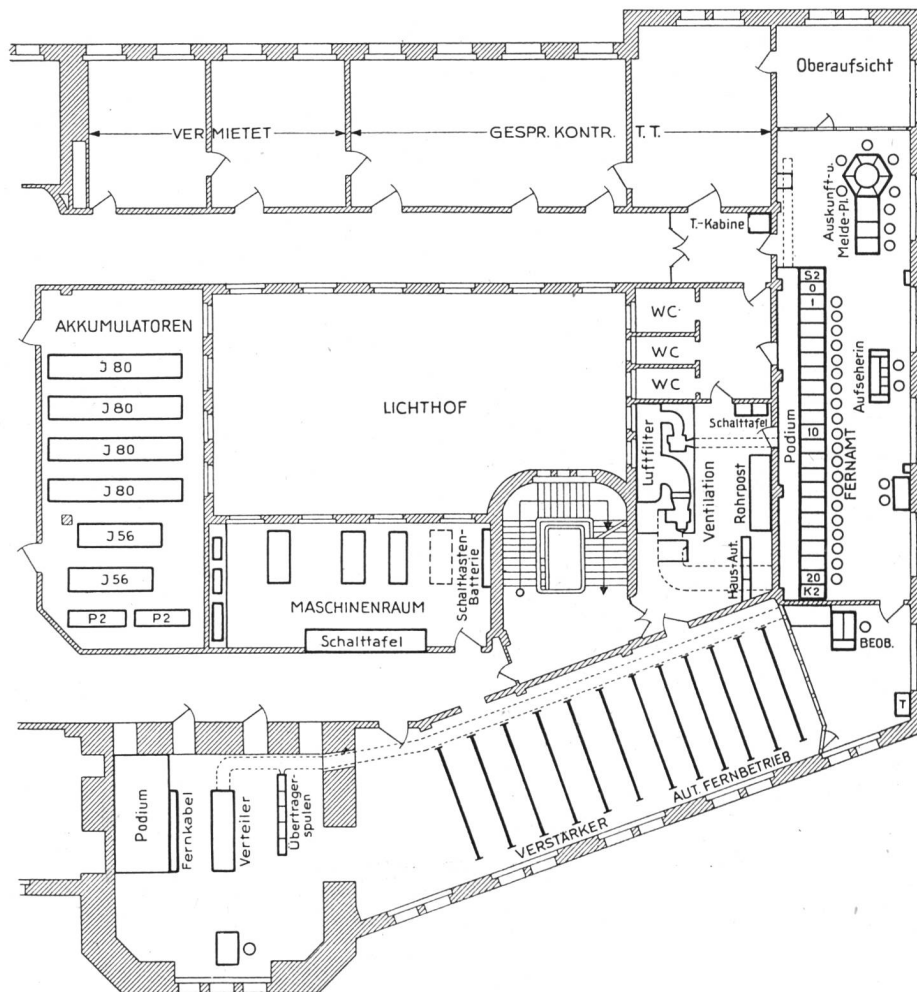 Oberaufsicht
VERMIETET
GESPR. KONTR. T. T.
Auskunft-u.
Melde-Pl.
T.-Kabine
S2
0
1
10
20
K2
Podium
FERNAMT
Aufseherin
AKKUMULATOREN
J 80
J 80
J 80
J 80
J 56
J 56
P2
P2
LICHTHOF
WC
WC
WC
Schalttafel
Luftfilter
Ventilation
Rohrpost
Haus-Aut.
MASCHINENRAUM
Schaltkasten-
Batterie
Schalttafel
BEOB.
T
Podium
Fernkabel
Verteiler
Übertrager-
spulen
VERSTÄRKER
AUT. FERNBETRIEB